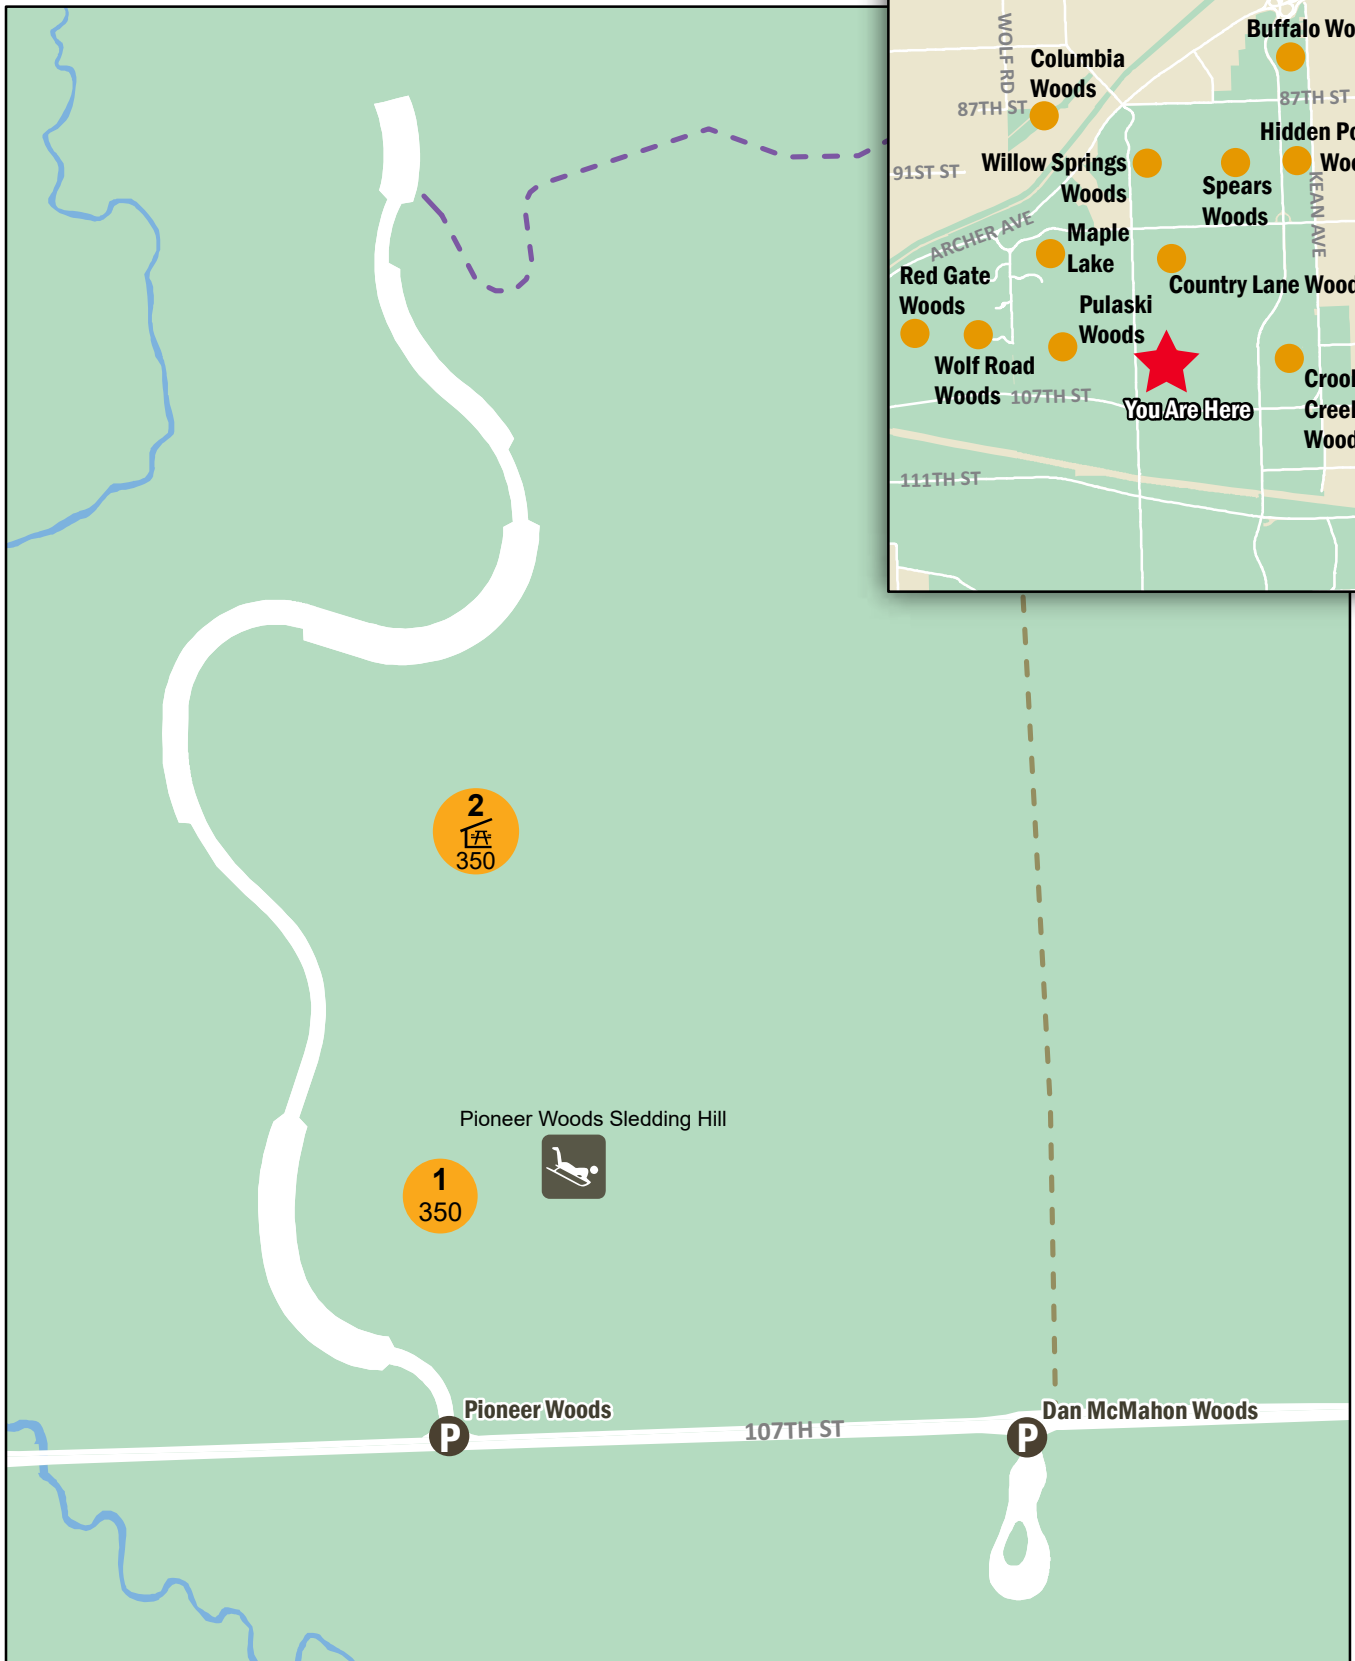 WOLF RD
Buffalo Wo
Columbia
Woods
87TH ST
87TH ST
Hidden Po
Woo
Willow Springs
Woods
91ST ST
Spears
Woods
KEAN AVE
ARCHER AVE
Maple
Lake
Red Gate
Woods
Country Lane Wood
Pulaski
Woods
Wolf Road
Woods
107TH ST
You Are Here
Crook
Creek
Wood
111TH ST
2
350
Pioneer Woods Sledding Hill
1
350
Pioneer Woods
P
107TH ST
Dan McMahon Woods
P